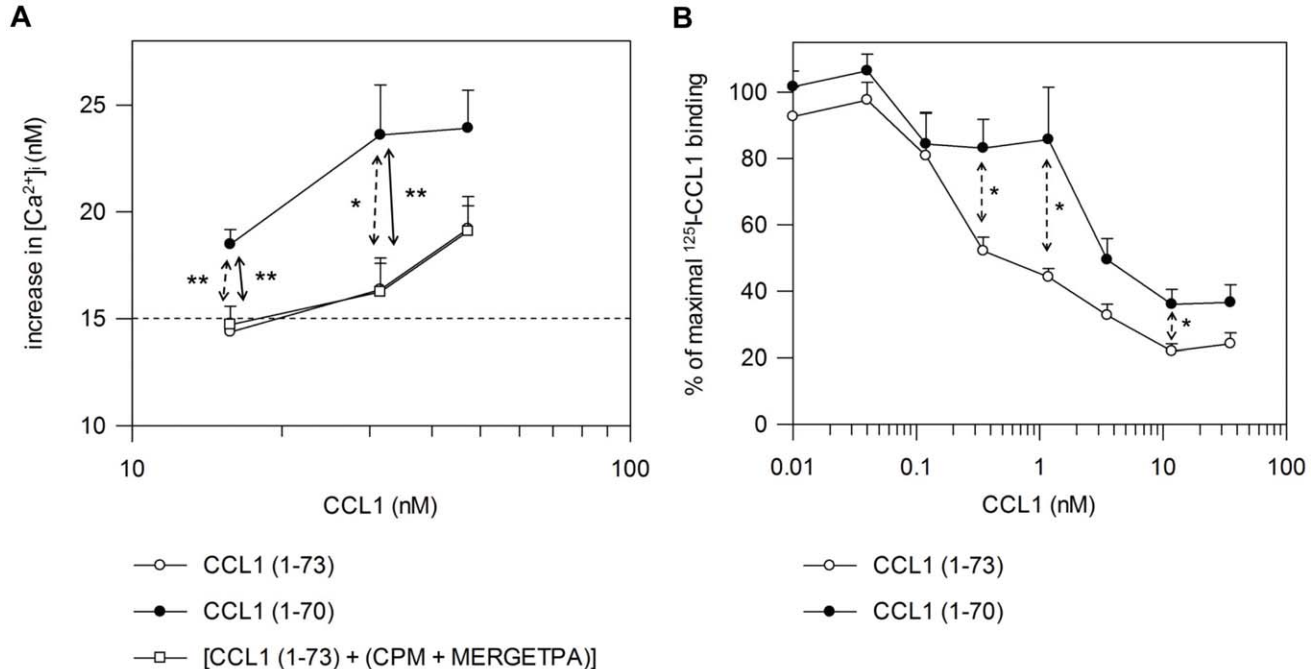 A
increase in [Ca²⁺]i (nM)
25
20
15
10
*
**
**
**
10
100
CCL1 (nM)
CCL1 (1-73)
CCL1 (1-70)
[CCL1 (1-73) + (CPM + MERGETPA)]
B
% of maximal ¹²⁵I-CCL1 binding
100
80
60
40
20
0
*
*
*
0.01
0.1
1
10
100
CCL1 (nM)
CCL1 (1-73)
CCL1 (1-70)